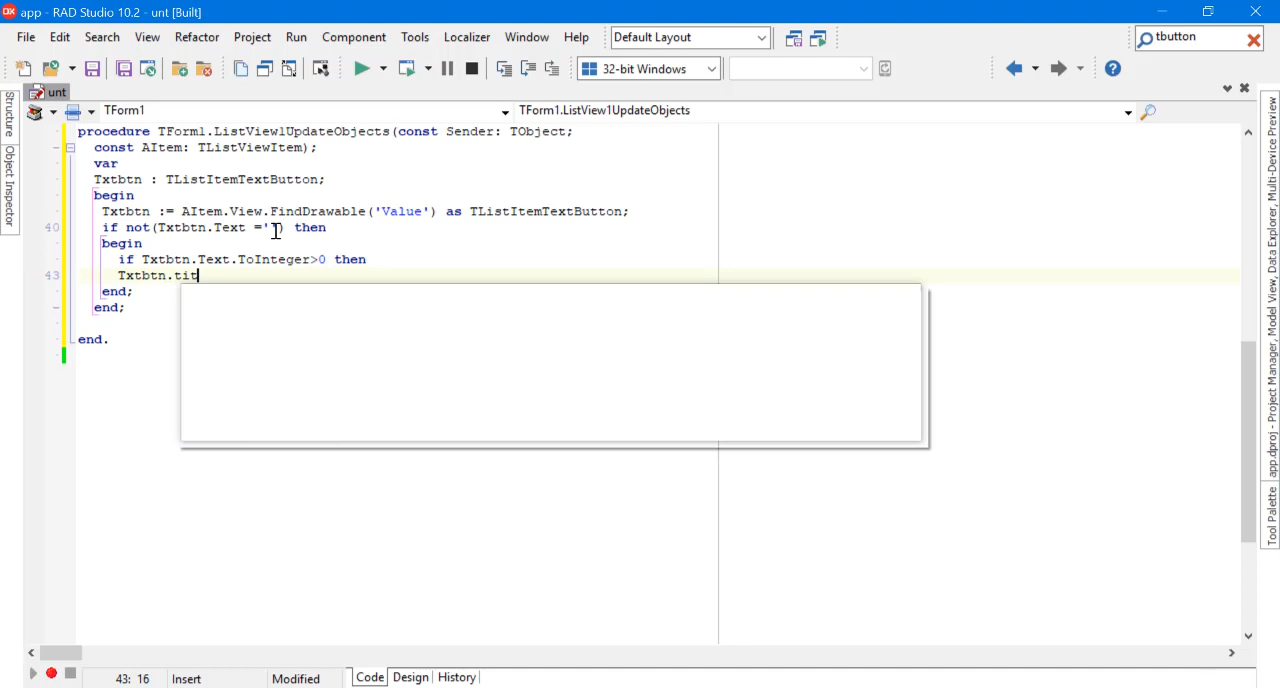 app - RAD Studio 10.2 - unt [Built]
File Edit Search View Refactor Project Run Component Tools Localizer Window Help Default Layout tbutton
32-bit Windows
unt
TForm1 TForm1.ListView1UpdateObjects
procedure TForm1.ListView1UpdateObjects(const Sender: TObject;
const AItem: TListViewItem);
var
Txtbtn : TListItemTextButton;
begin
Txtbtn := AItem.View.FindDrawable('Value') as TListItemTextButton;
40 if not(Txtbtn.Text ='') then
begin
if Txtbtn.Text.ToInteger>0 then
43 Txtbtn.tit
end;
end;
end.
43: 16 Insert Modified Code Design History
Structure
Object Inspector
app.dproj - Project Manager, Model View, Data Explorer, Multi-Device Preview
Tool Palette